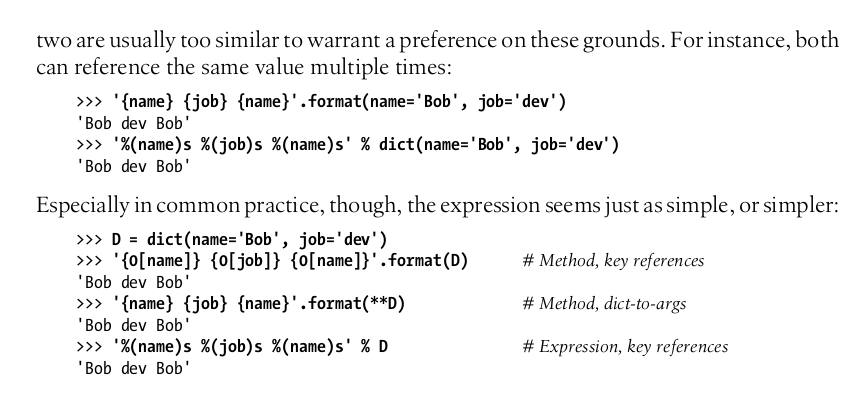 two are usually too similar to warrant a preference on these grounds. For instance, both
can reference the same value multiple times:
>>> '{name} {job} {name}'.format(name='Bob', job='dev')
'Bob dev Bob'
>>> '%(name)s %(job)s %(name)s' % dict(name='Bob', job='dev')
'Bob dev Bob'
Especially in common practice, though, the expression seems just as simple, or simpler:
>>> D = dict(name='Bob', job='dev')
>>> '{0[name]} {0[job]} {0[name]}'.format(D) # Method, key references
'Bob dev Bob'
>>> '{name} {job} {name}'.format(**D) # Method, dict-to-args
'Bob dev Bob'
>>> '%(name)s %(job)s %(name)s' % D # Expression, key references
'Bob dev Bob'